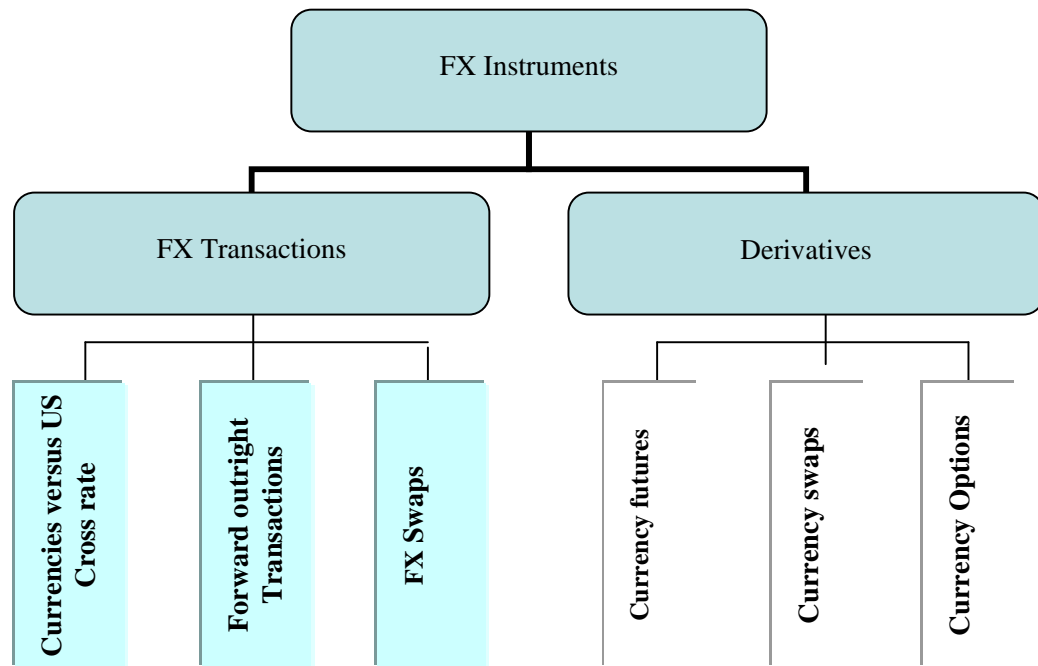 FX Instruments
FX Transactions
Derivatives
Currencies versus US
Cross rate
Forward outright
Transactions
FX Swaps
Currency futures
Currency swaps
Currency Options